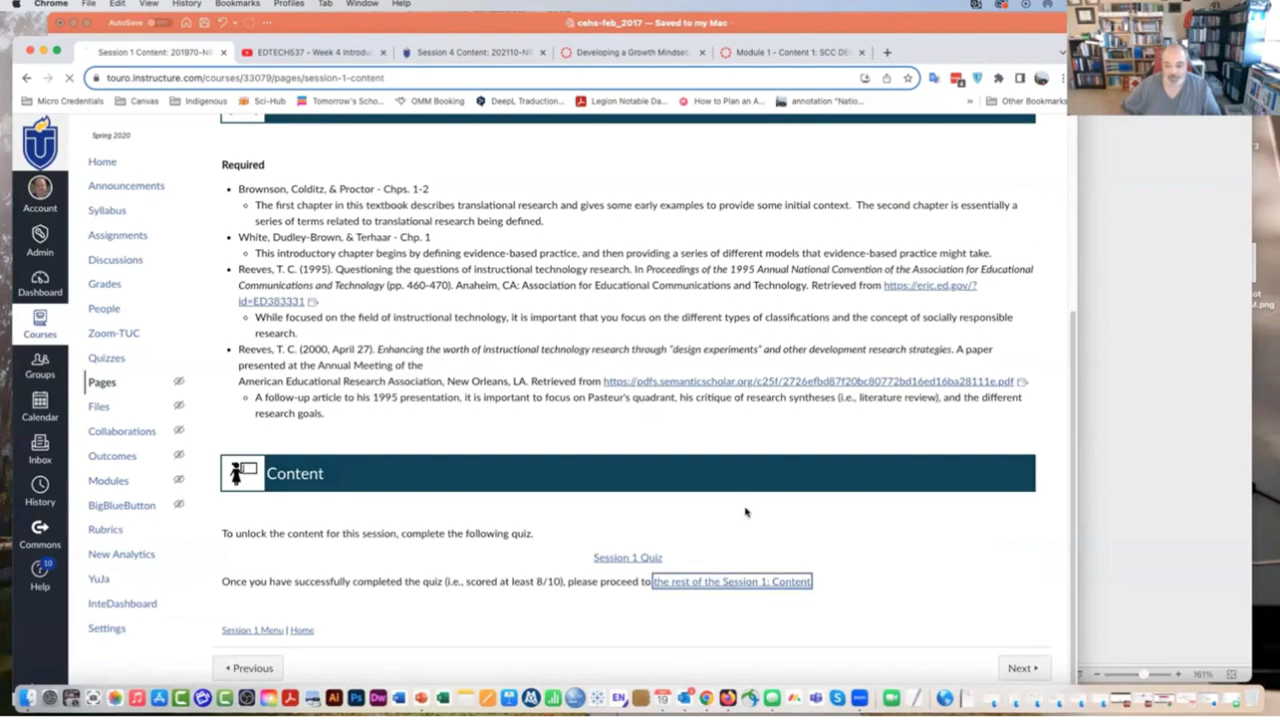 Chrome File Edit View History Bookmarks Profiles Tab Window Help
AutoSave cehs-feb_2017 — Saved to my Mac
Session 1 Content: 201970-NR × EDTECH537 - Week 4 Introduc × Session 4 Content: 202110-NR × Developing a Growth Mindset × Module 1 - Content 1: SCC DE × +
touro.instructure.com/courses/33079/pages/session-1-content
Micro Credentials Canvas Indigenous Sci-Hub Tomorrow's Scho... OMM Booking DeepL Traduction... Legion Notable Da... How to Plan an A... annotation "Natio... » Other Bookmarks
Spring 2020
Home
Announcements
Syllabus
Assignments
Discussions
Grades
People
Zoom-TUC
Quizzes
Pages
Files
Collaborations
Outcomes
Modules
BigBlueButton
Rubrics
New Analytics
YuJa
InteDashboard
Settings
Account
Admin
Dashboard
Courses
Groups
Calendar
Inbox
History
Commons
10
Help
Required
• Brownson, Colditz, & Proctor - Chps. 1-2
The first chapter in this textbook describes translational research and gives some early examples to provide some initial context. The second chapter is essentially a
series of terms related to translational research being defined.
• White, Dudley-Brown, & Terhaar - Chp. 1
This introductory chapter begins by defining evidence-based practice, and then providing a series of different models that evidence-based practice might take.
• Reeves, T. C. (1995). Questioning the questions of instructional technology research. In Proceedings of the 1995 Annual National Convention of the Association for Educational
Communications and Technology (pp. 460-470). Anaheim, CA: Association for Educational Communications and Technology. Retrieved from https://eric.ed.gov/?
id=ED383331
While focused on the field of instructional technology, it is important that you focus on the different types of classifications and the concept of socially responsible
research.
• Reeves, T. C. (2000, April 27). Enhancing the worth of instructional technology research through "design experiments" and other development research strategies. A paper
presented at the Annual Meeting of the
American Educational Research Association, New Orleans, LA. Retrieved from https://pdfs.semanticscholar.org/c25f/2726efbd87f20bc80772bd16ed16ba28111e.pdf
A follow-up article to his 1995 presentation, it is important to focus on Pasteur's quadrant, his critique of research syntheses (i.e., literature review), and the different
research goals.
Content
To unlock the content for this session, complete the following quiz.
Session 1 Quiz
Once you have successfully completed the quiz (i.e., scored at least 8/10), please proceed to the rest of the Session 1: Content
Session 1 Menu | Home
Previous
Next
161%